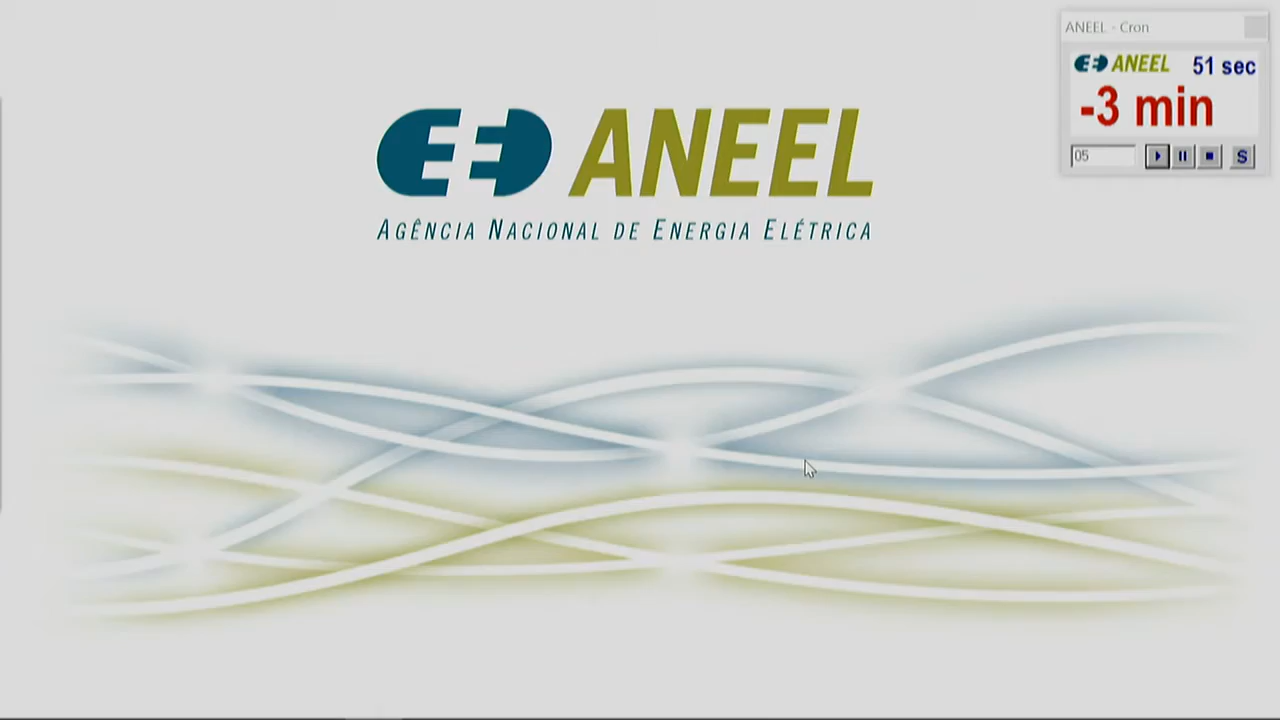 ANEEL - Cron
ANEEL 51 sec
-3 min
05
S
ANEEL
AGÊNCIA NACIONAL DE ENERGIA ELÉTRICA